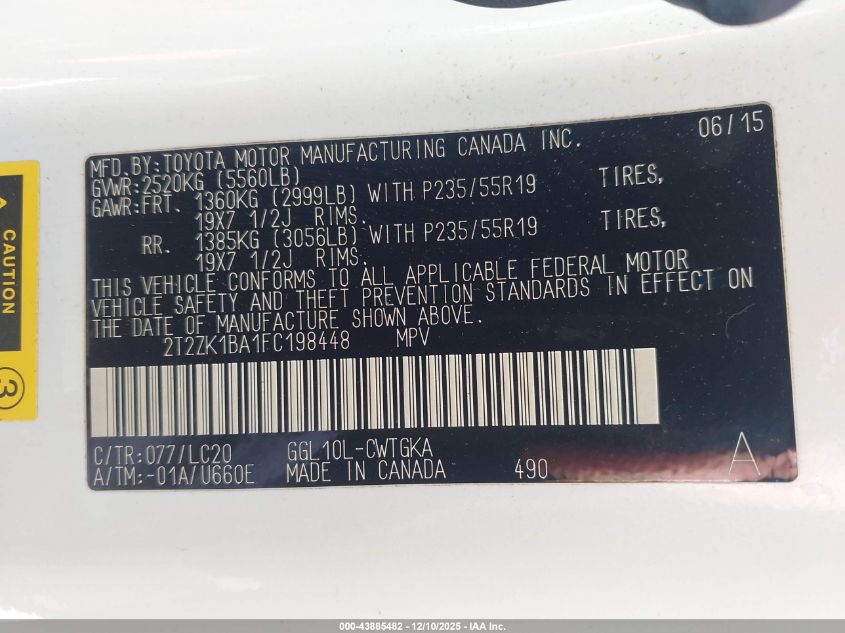 06/15
MFD. BY: TOYOTA MOTOR MANUFACTURING CANADA INC.
GVWR: 2520KG (5560LB)
GAWR: FRT. 1360KG (2999LB) WITH P235/55R19 TIRES,
19X7 1/2J RIMS.
RR. 1385KG (3056LB) WITH P235/55R19 TIRES,
19X7 1/2J RIMS.
THIS VEHICLE CONFORMS TO ALL APPLICABLE FEDERAL MOTOR
VEHICLE SAFETY AND THEFT PREVENTION STANDARDS IN EFFECT ON
THE DATE OF MANUFACTURE SHOWN ABOVE.
2T2ZK1BA1FC198448 MPV
C/TR: 077/LC20 GGL10L-CWTGKA
A/TM: -01A/U660E MADE IN CANADA 490 A
CAUTION
3
000-43885482 - 12/10/2025 - IAA Inc.